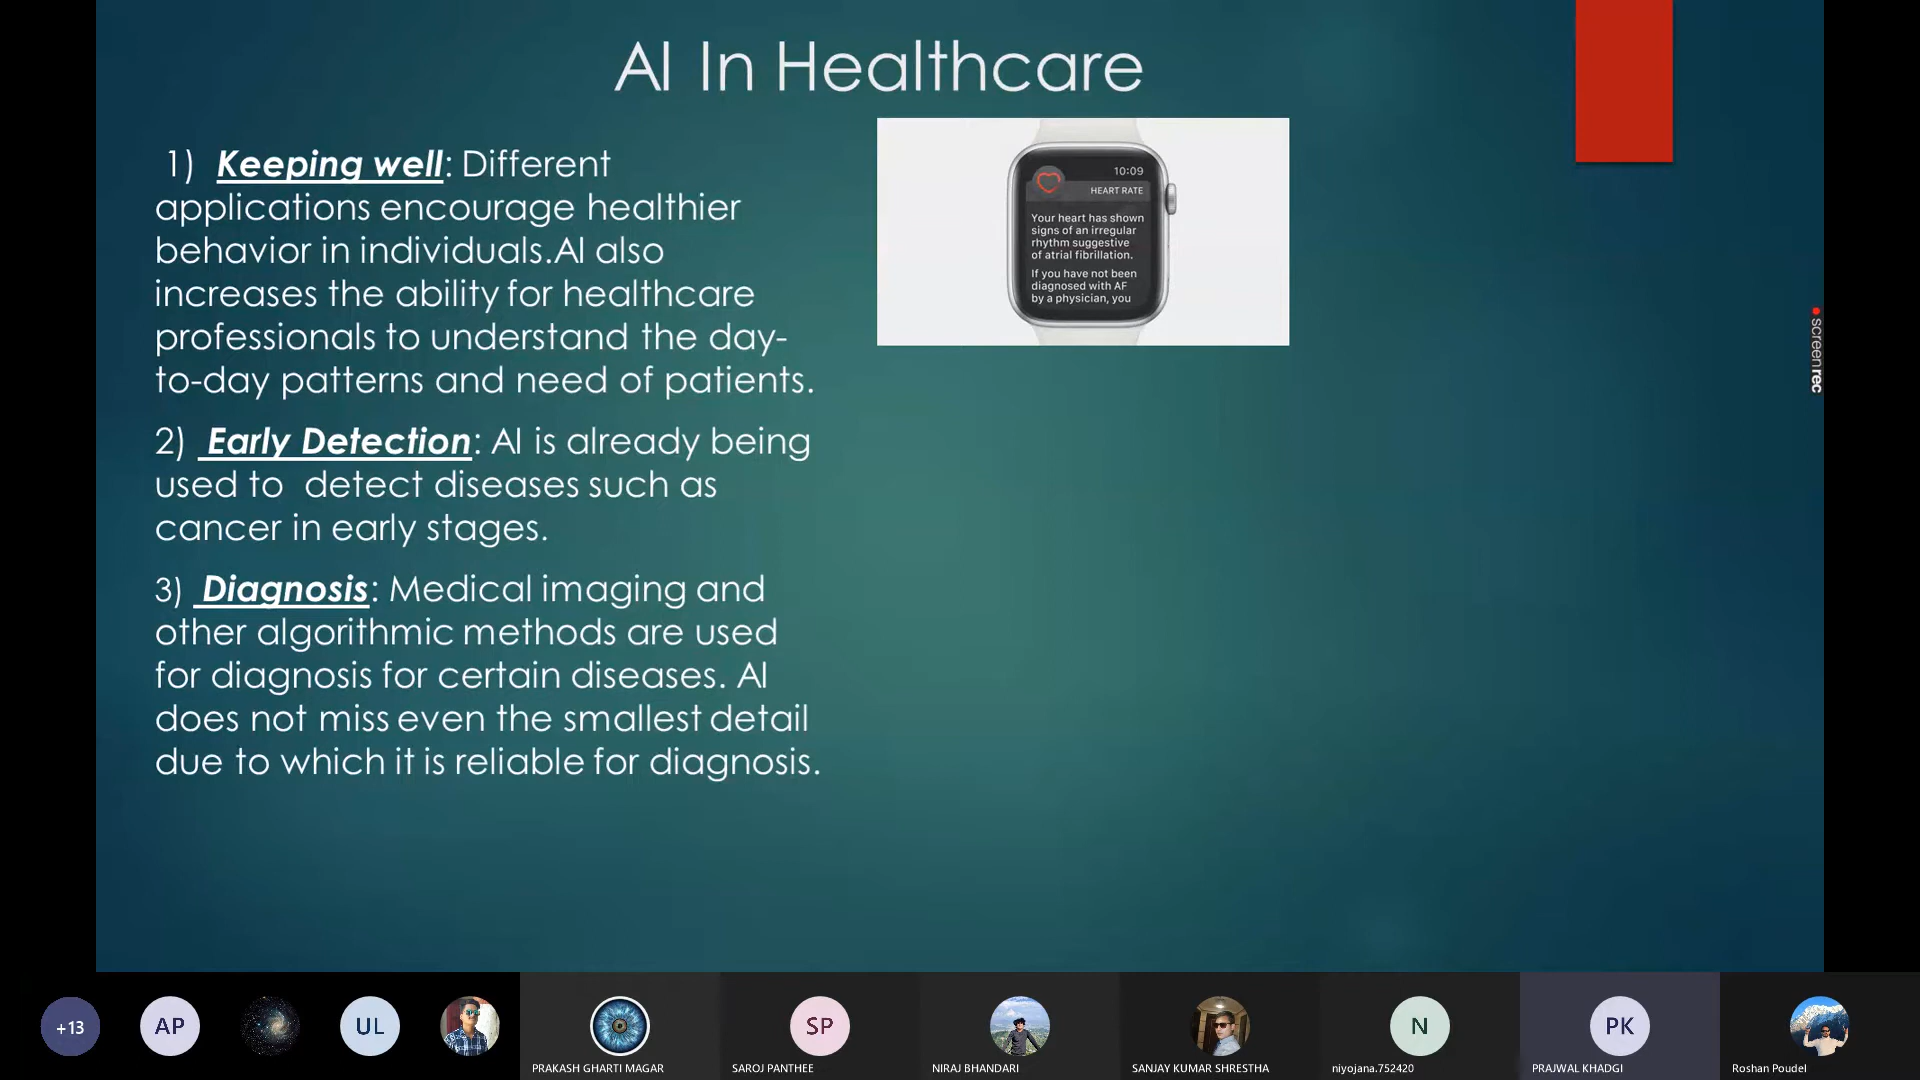 AI In Healthcare
1) Keeping well: Different
applications encourage healthier
behavior in individuals.AI also
increases the ability for healthcare
professionals to understand the day-
to-day patterns and need of patients.
2) Early Detection: AI is already being
used to detect diseases such as
cancer in early stages.
3) Diagnosis: Medical imaging and
other algorithmic methods are used
for diagnosis for certain diseases. AI
does not miss even the smallest detail
due to which it is reliable for diagnosis.
10:09
HEART RATE
Your heart has shown
signs of an irregular
rhythm suggestive
of atrial fibrillation.
If you have not been
diagnosed with AF
by a physician, you
screenrec
+13
AP
UL
PRAKASH GHARTI MAGAR
SP
SAROJ PANTHEE
NIRAJ BHANDARI
SANJAY KUMAR SHRESTHA
N
niyojana.752420
PK
PRAJWAL KHADGI
Roshan Poudel